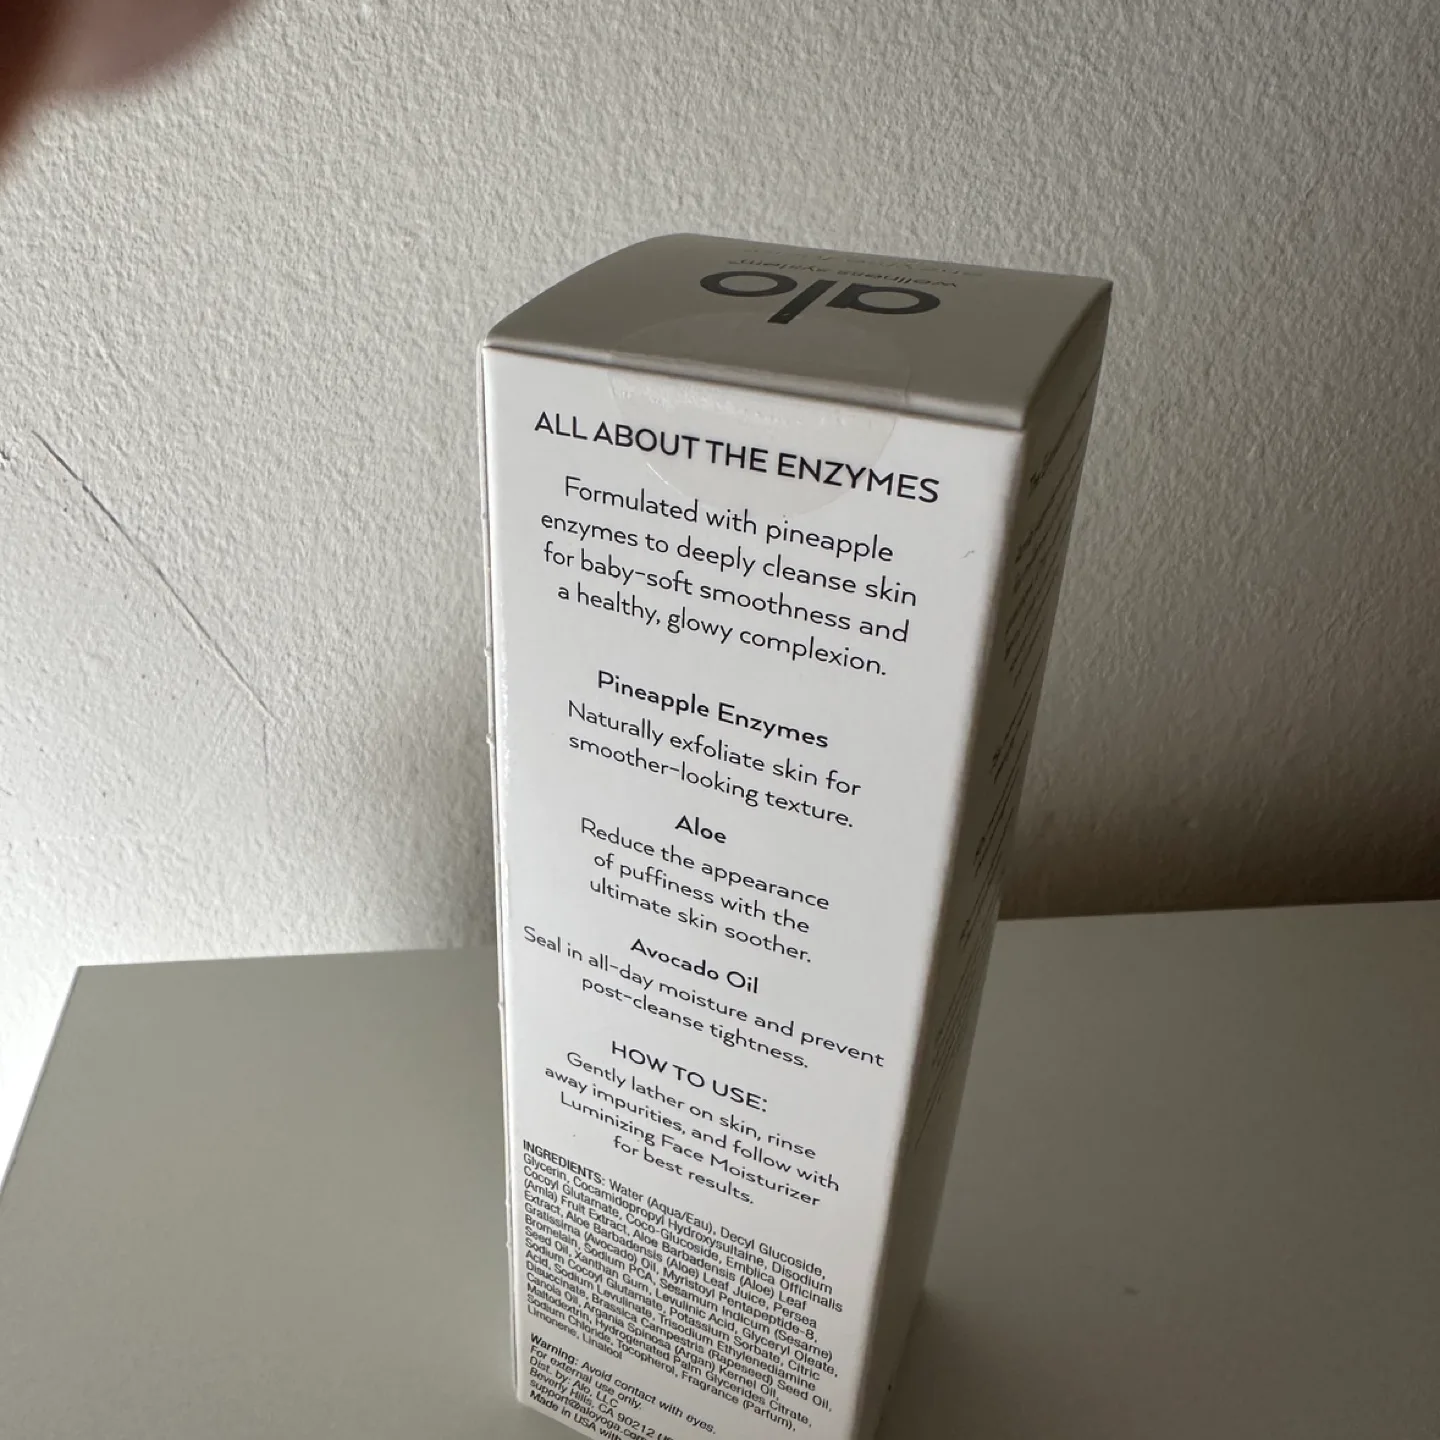 alo
wellness system
ALL ABOUT THE ENZYMES
Formulated with pineapple
enzymes to deeply cleanse skin
for baby-soft smoothness and
a healthy, glowy complexion.
Pineapple Enzymes
Naturally exfoliate skin for
smoother-looking texture.
Aloe
Reduce the appearance
of puffiness with the
ultimate skin soother.
Avocado Oil
Seal in all-day moisture and prevent
post-cleanse tightness.
HOW TO USE:
Gently lather on skin, rinse
away impurities, and follow with
Luminizing Face Moisturizer
for best results.
INGREDIENTS: Water (Aqua/Eau), Decyl Glucoside,
Glycerin, Cocamidopropyl Hydroxysultaine, Disodium
Cocoyl Glutamate, Coco-Glucoside, Emblica Officinalis
(Amla) Fruit Extract, Aloe Barbadensis (Aloe) Leaf
Extract, Aloe Barbadensis (Aloe) Leaf Juice, Persea
Gratissima (Avocado) Oil, Myristoyl Pentapeptide-8,
Bromelain, Sodium PCA, Sesamum Indicum (Sesame)
Seed Oil, Xanthan Gum, Levulinic Acid, Glyceryl Oleate,
Sodium Cocoyl Glutamate, Potassium Sorbate, Citric
Acid, Sodium Levulinate, Trisodium Ethylenediamine
Disuccinate, Brassica Campestris (Rapeseed) Seed Oil,
Canola Oil, Argania Spinosa (Argan) Kernel Oil,
Maltodextrin, Hydrogenated Palm Glycerides Citrate,
Sodium Chloride, Tocopherol, Fragrance (Parfum),
Limonene, Linalool
Warning: Avoid contact with eyes.
For external use only.
Dist. by: Alo, LLC
Beverly Hills, CA 90212
support@aloyoga.com
Made in USA with